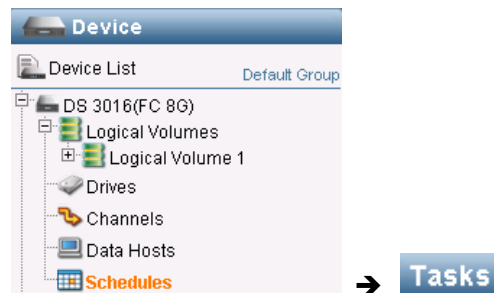 Device
Device List Default Group
DS 3016(FC 8G)
Logical Volumes
Logical Volume 1
Drives
Channels
Data Hosts
Schedules → Tasks